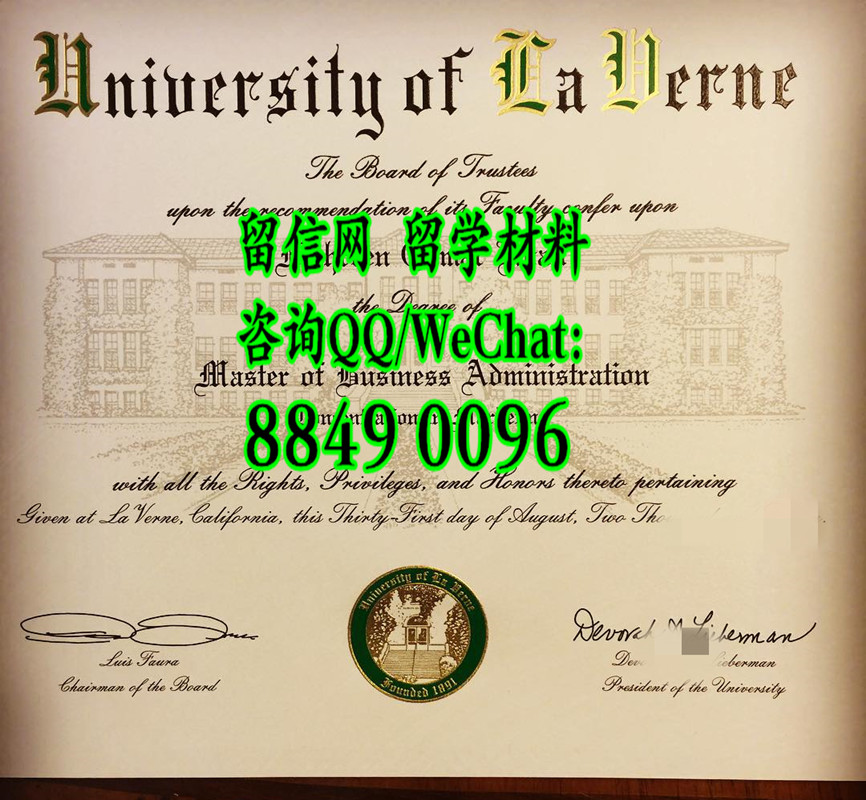 University of La Verne
The Board of Trustees
upon the recommendation of its Faculty confer upon
留信网 留学材料
the Degree of
咨询QQ/WeChat:
Master of Business Administration
8849 0096
with all the Rights, Privileges, and Honors thereto pertaining
Given at La Verne, California, this Thirty-First day of August, Two
University of La Verne
Founded 1891
Luis Faura
Chairman of the Board
Devorah M Lieberman
Lieberman
President of the University